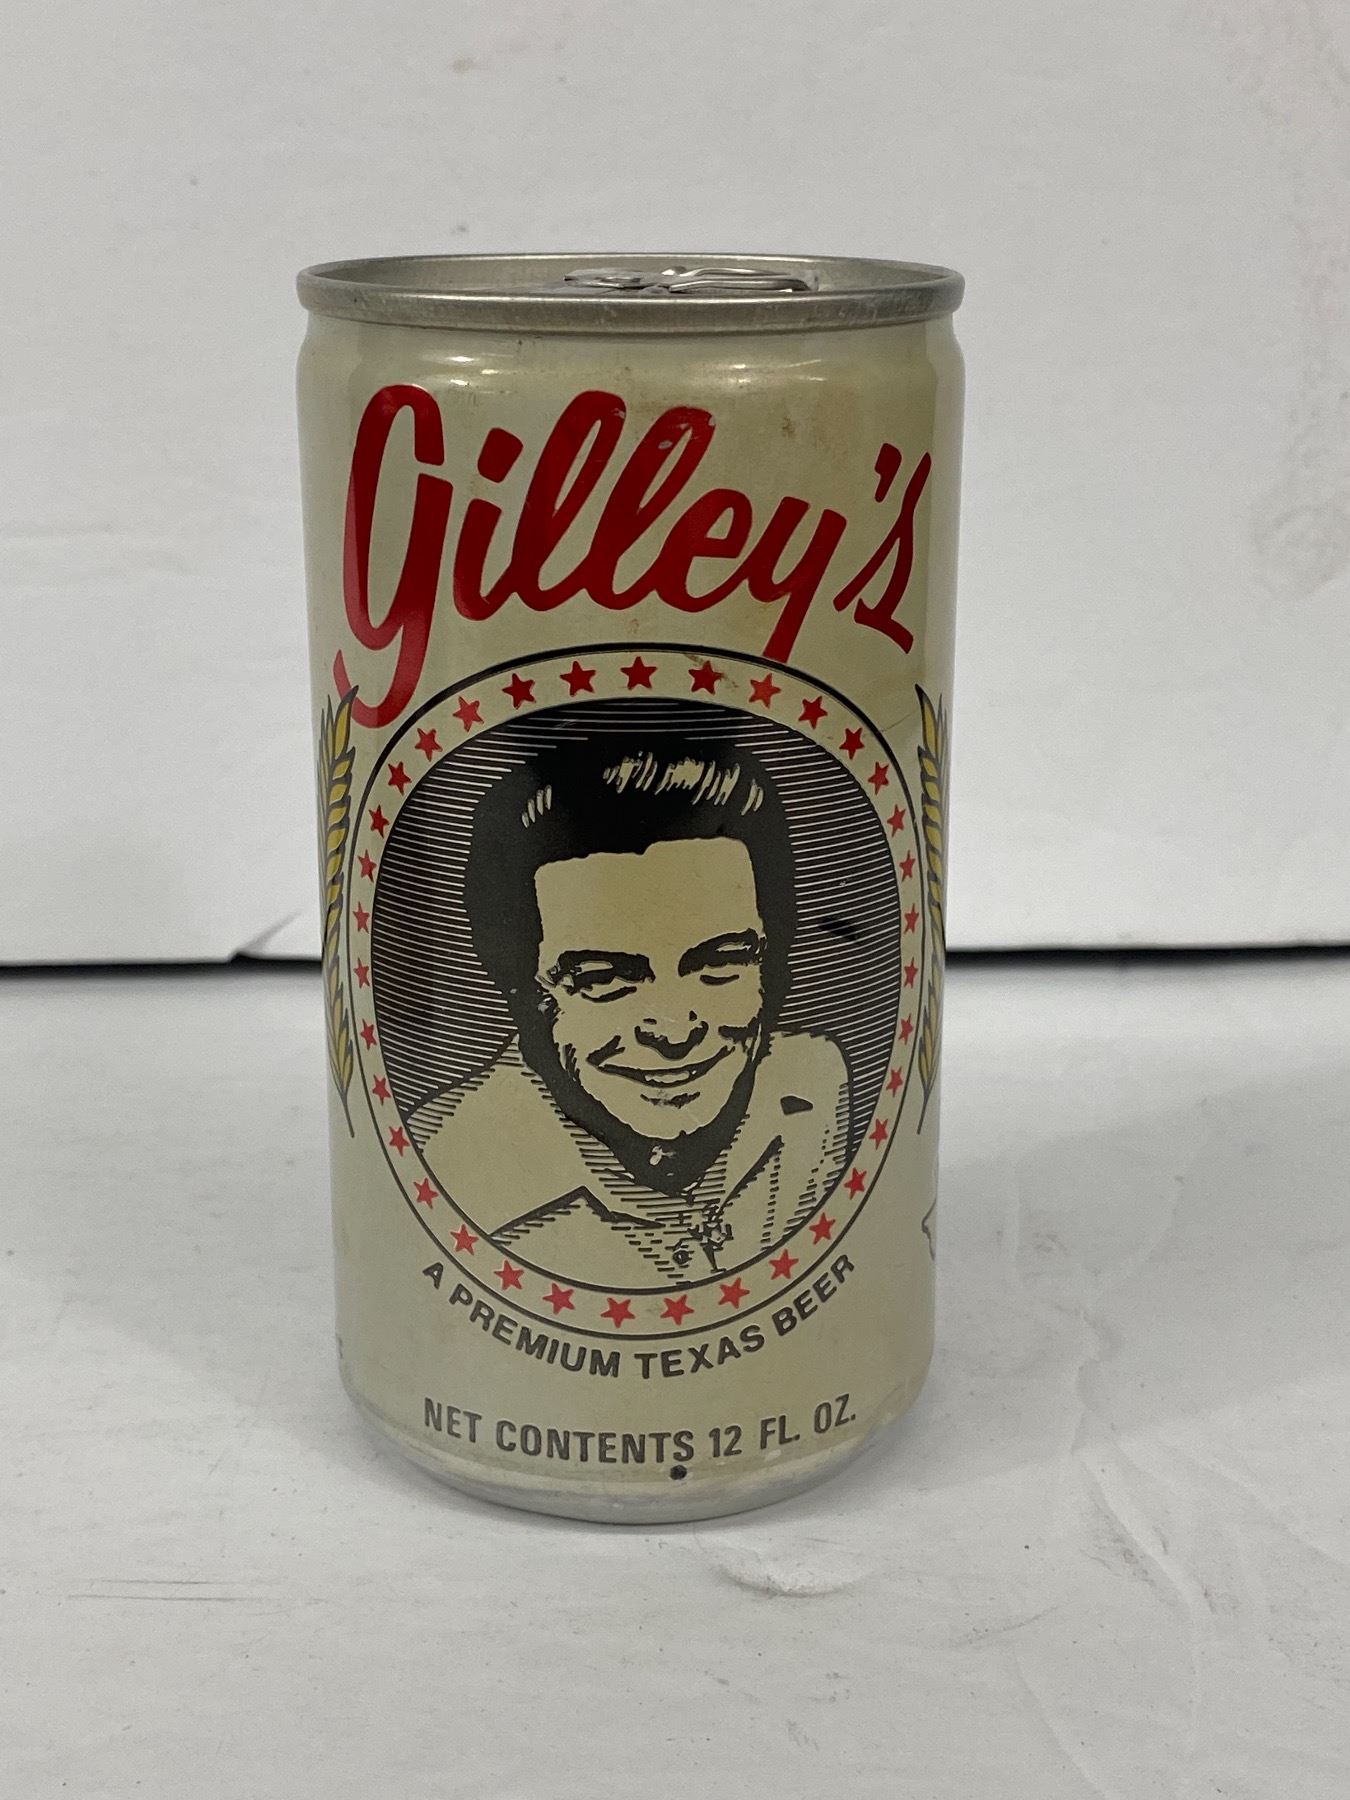 Gilley's
A PREMIUM TEXAS BEER
NET CONTENTS 12 FL. OZ.